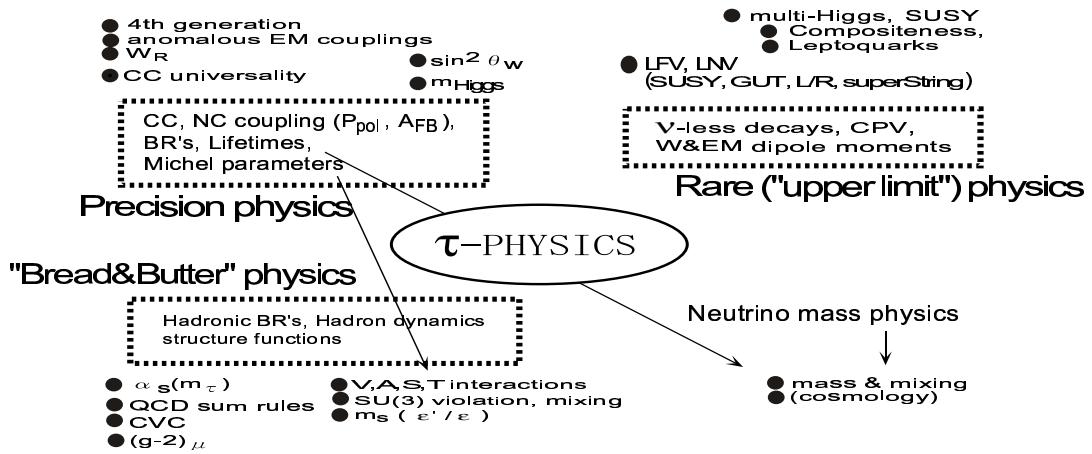 ● 4th generation
● anomalous EM couplings
● W_R
● CC universality
● sin² θ_W
● m_Higgs
CC, NC coupling (P_pol , A_FB),
BR's, Lifetimes,
Michel parameters
Precision physics
● multi-Higgs, SUSY
● Compositeness,
● Leptoquarks
● LFV, LNV
(SUSY, GUT, L/R, superString)
ν-less decays, CPV,
W&EM dipole moments
Rare ("upper limit") physics
τ-PHYSICS
"Bread&Butter" physics
Hadronic BR's, Hadron dynamics
structure functions
● α_s(m_τ)
● QCD sum rules
● CVC
● (g-2)_μ
● V,A,S,T interactions
● SU(3) violation, mixing
● m_s ( ε'/ε )
Neutrino mass physics
● mass & mixing
● (cosmology)